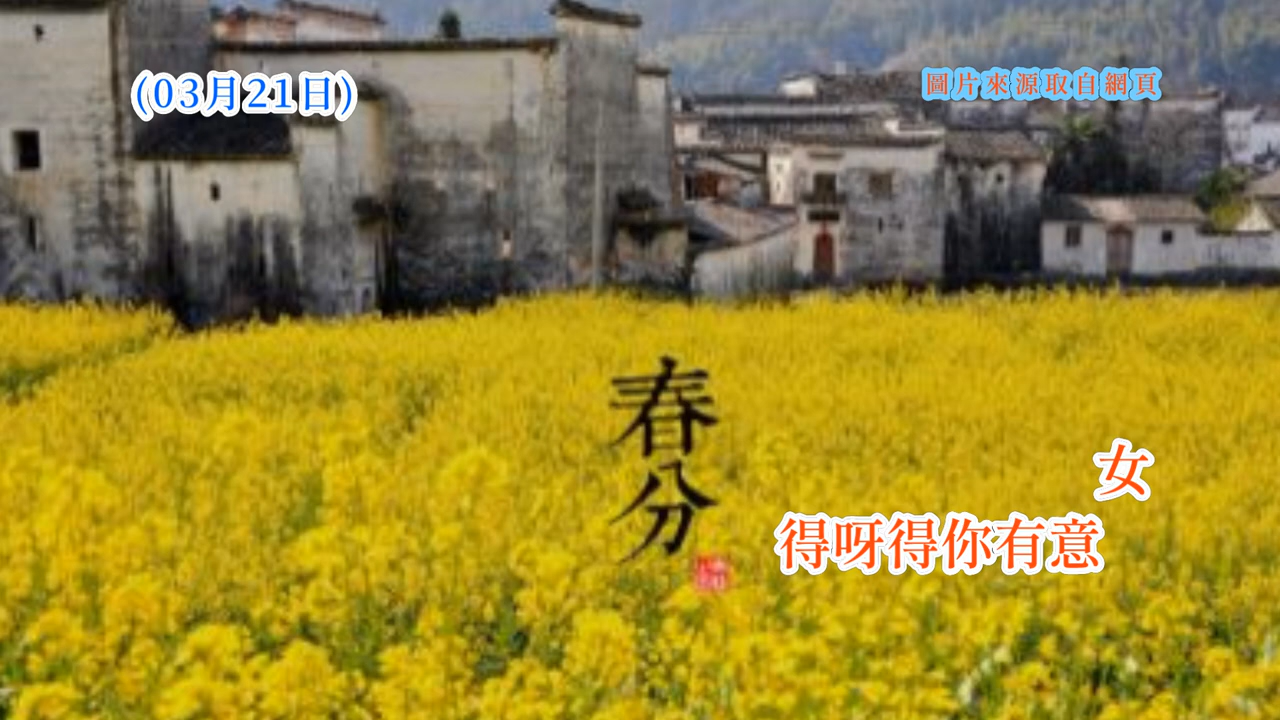 (03月21日)
圖片來源取自網頁
春分
女
得呀得你有意